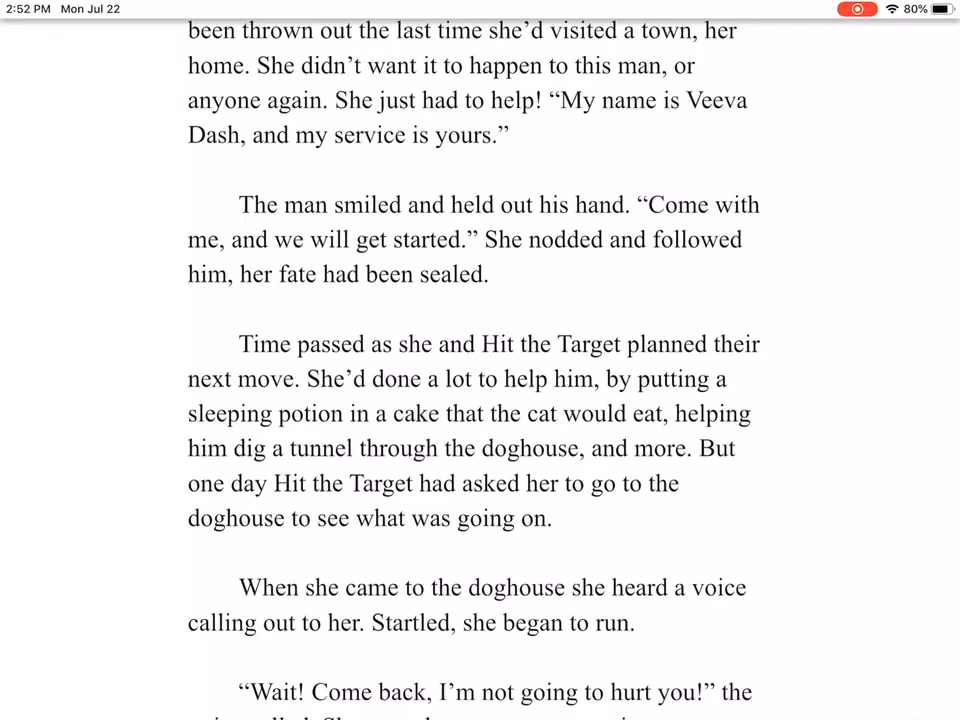 2:52 PM Mon Jul 22
80%
been thrown out the last time she’d visited a town, her
home. She didn’t want it to happen to this man, or
anyone again. She just had to help! “My name is Veeva
Dash, and my service is yours.”
The man smiled and held out his hand. “Come with
me, and we will get started.” She nodded and followed
him, her fate had been sealed.
Time passed as she and Hit the Target planned their
next move. She’d done a lot to help him, by putting a
sleeping potion in a cake that the cat would eat, helping
him dig a tunnel through the doghouse, and more. But
one day Hit the Target had asked her to go to the
doghouse to see what was going on.
When she came to the doghouse she heard a voice
calling out to her. Startled, she began to run.
“Wait! Come back, I’m not going to hurt you!” the